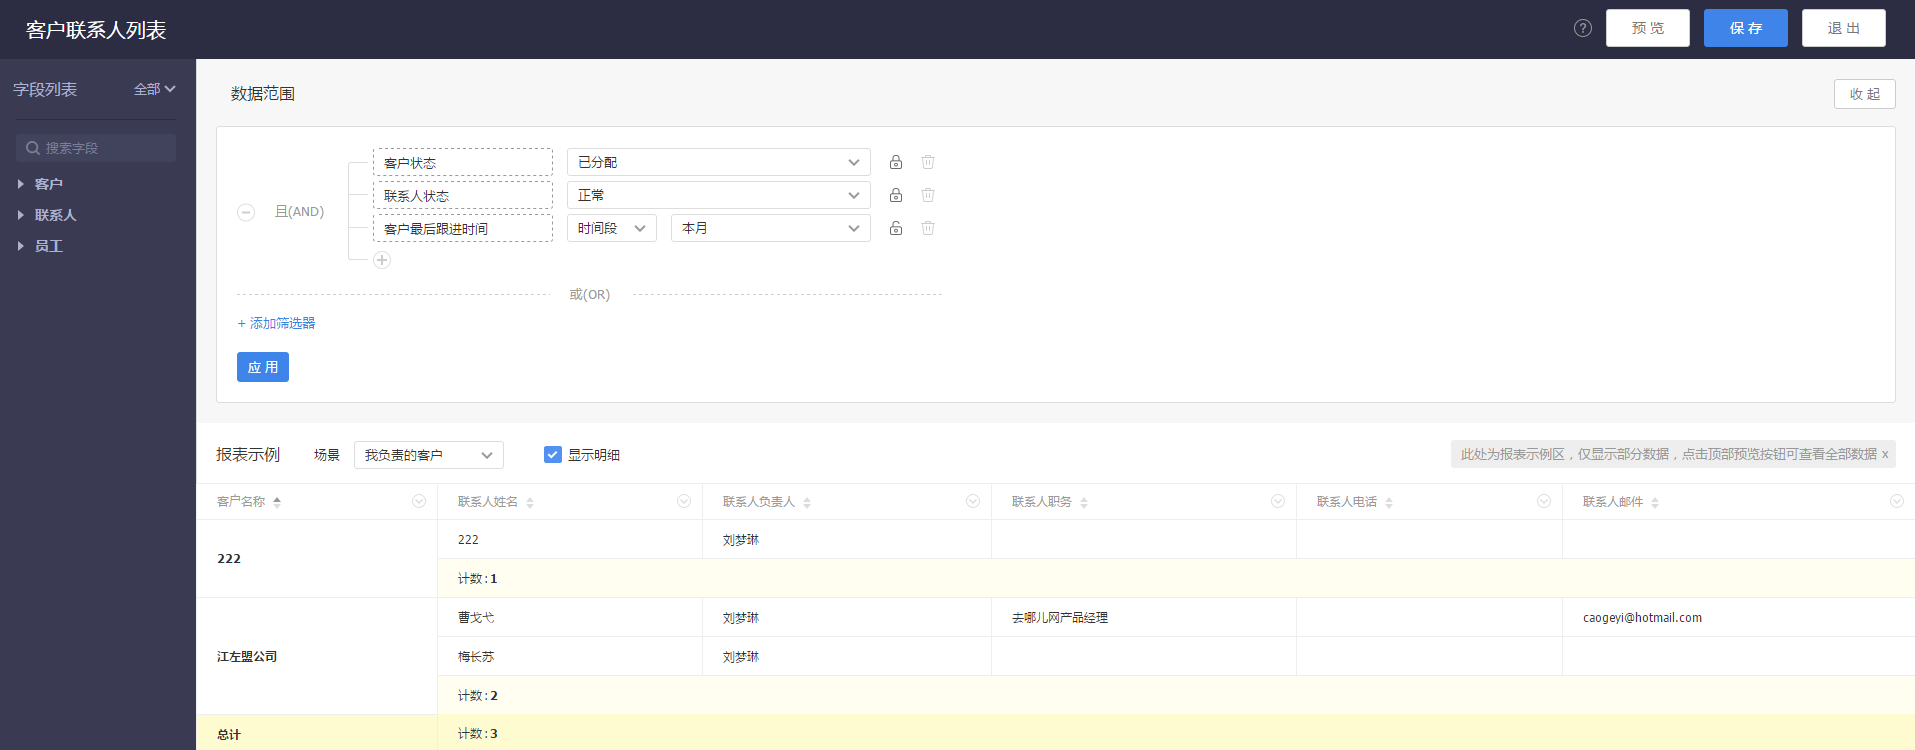 客户联系人列表
?
预 览
保 存
退 出
字段列表
全部
搜索字段
客户
联系人
员工
数据范围
收 起
且(AND)
客户状态
已分配
联系人状态
正常
客户最后跟进时间
时间段
本月
或(OR)
+ 添加筛选器
应 用
报表示例
场景
我负责的客户
显示明细
此处为报表示例区，仅显示部分数据，点击顶部预览按钮可查看全部数据 x
客户名称 联系人姓名 联系人负责人 联系人职务 联系人电话 联系人邮件
222 222 刘梦琳
计数:1
江左盟公司
曹戈弋 刘梦琳 去哪儿网产品经理 caogeyi@hotmail.com
梅长苏 刘梦琳
计数:2
总计 计数:3